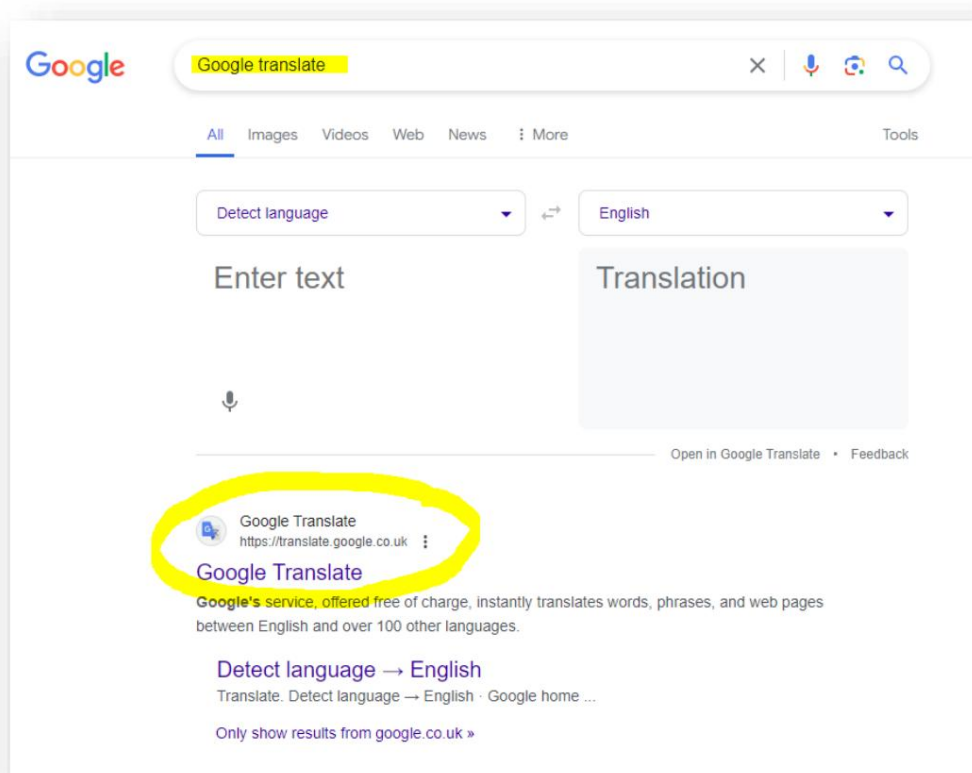 Google
Google translate
All Images Videos Web News More Tools
Detect language English
Enter text Translation
Open in Google Translate • Feedback
Google Translate
https://translate.google.co.uk
Google Translate
Google's service, offered free of charge, instantly translates words, phrases, and web pages
between English and over 100 other languages.
Detect language → English
Translate. Detect language → English · Google home ...
Only show results from google.co.uk »